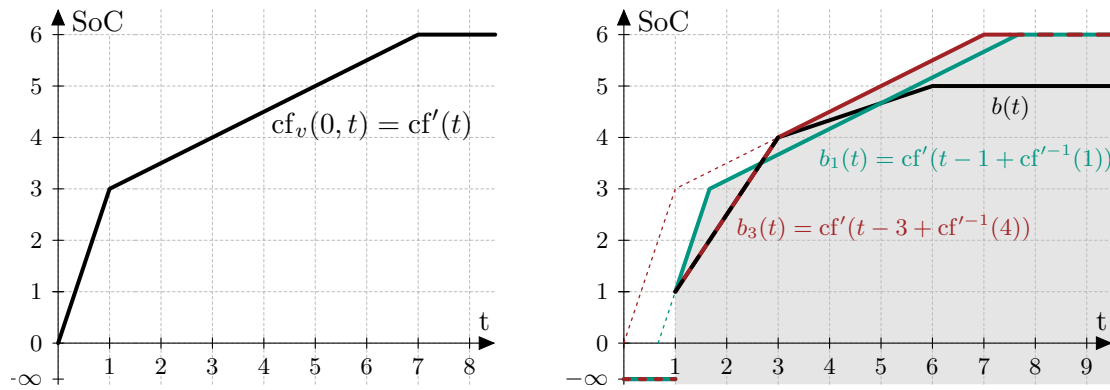 SoC
6
5
4
3
2
1
0
-∞
1 2 3 4 5 6 7 8
t
cf_v(0, t) = cf′(t)
SoC
6
5
4
3
2
1
0
−∞
1 2 3 4 5 6 7 8 9
t
b(t)
b₁(t) = cf′(t − 1 + cf′⁻¹(1))
b₃(t) = cf′(t − 3 + cf′⁻¹(4))